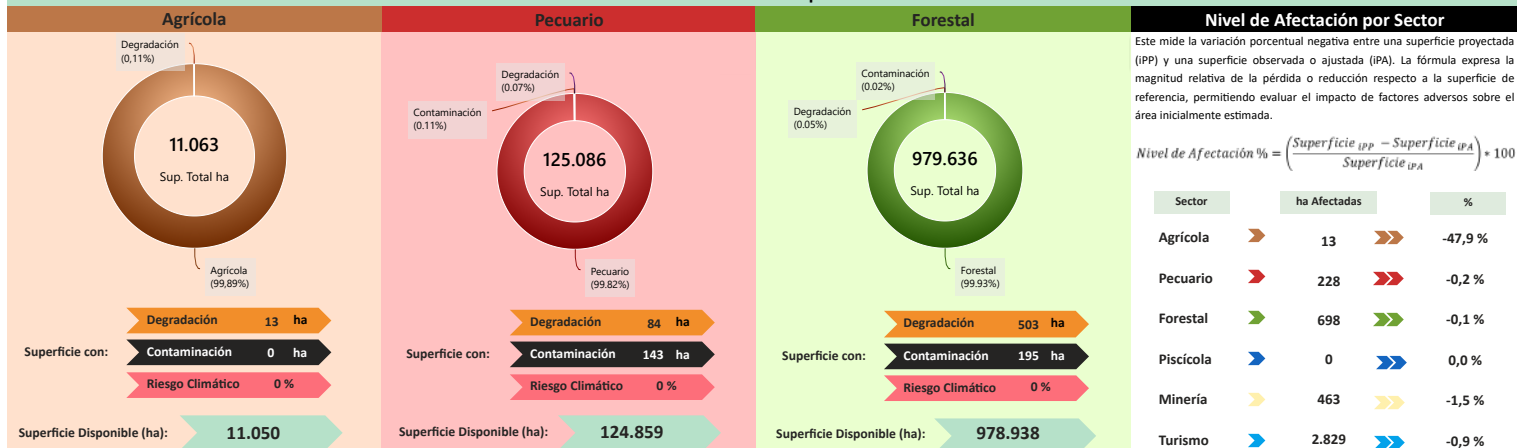 Agrícola
Degradación
(0,11%)
11.063
Sup. Total ha
Agrícola
(99,89%)
Superficie con:
Degradación 13 ha
Contaminación 0 ha
Riesgo Climático 0 %
Superficie Disponible (ha): 11.050
Pecuario
Degradación
(0.07%)
Contaminación
(0.11%)
125.086
Sup. Total ha
Pecuario
(99.82%)
Superficie con:
Degradación 84 ha
Contaminación 143 ha
Riesgo Climático 0 %
Superficie Disponible (ha): 124.859
Forestal
Contaminación
(0.02%)
Degradación
(0.05%)
979.636
Sup. Total ha
Forestal
(99.93%)
Superficie con:
Degradación 503 ha
Contaminación 195 ha
Riesgo Climático 0 %
Superficie Disponible (ha): 978.938
Nivel de Afectación por Sector
Este mide la variación porcentual negativa entre una superficie proyectada
(iPP) y una superficie observada o ajustada (iPA). La fórmula expresa la
magnitud relativa de la pérdida o reducción respecto a la superficie de
referencia, permitiendo evaluar el impacto de factores adversos sobre el
área inicialmente estimada.
Nivel de Afectación % = (Superficie iPP − Superficie iPA / Superficie iPA) * 100
Sector ha Afectadas %
Agrícola 13 -47,9 %
Pecuario 228 -0,2 %
Forestal 698 -0,1 %
Piscícola 0 0,0 %
Minería 463 -1,5 %
Turismo 2.829 -0,9 %